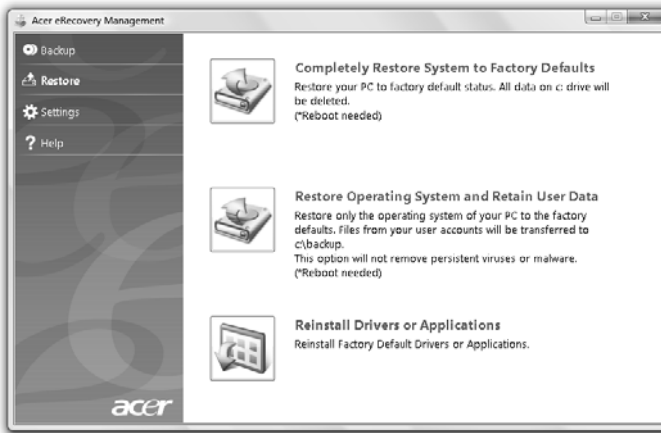 Acer eRecovery Management
Backup
Restore
Settings
Help
Completely Restore System to Factory Defaults
Restore your PC to factory default status. All data on c: drive will
be deleted.
(*Reboot needed)
Restore Operating System and Retain User Data
Restore only the operating system of your PC to the factory
defaults. Files from your user accounts will be transferred to
c:\backup.
This option will not remove persistent viruses or malware.
(*Reboot needed)
Reinstall Drivers or Applications
Reinstall Factory Default Drivers or Applications.
acer